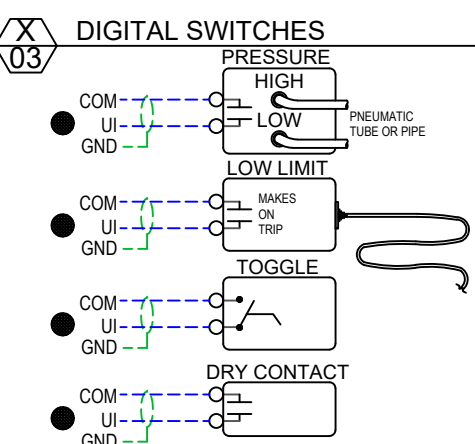 X
03
DIGITAL SWITCHES
PRESSURE
HIGH
COM
UI
LOW
GND
PNEUMATIC
TUBE OR PIPE
LOW LIMIT
COM
UI
GND
MAKES
ON
TRIP
TOGGLE
COM
UI
GND
DRY CONTACT
COM
UI
GND